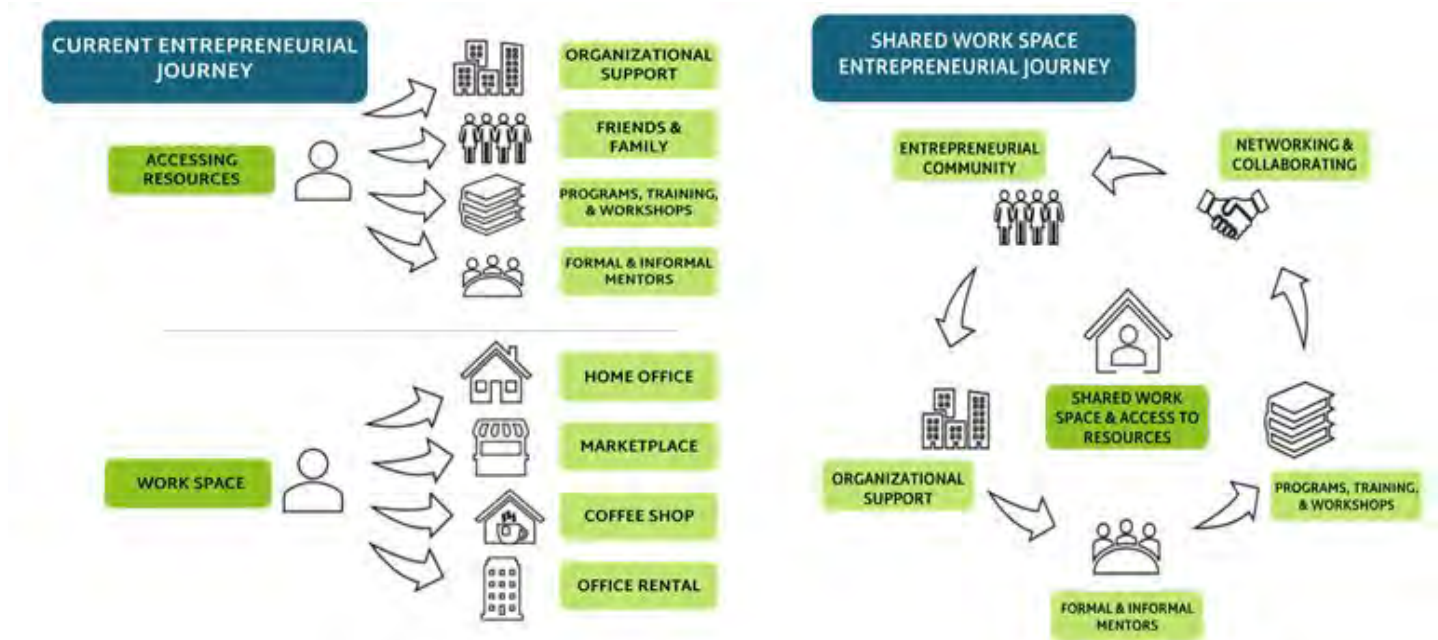 CURRENT ENTREPRENEURIAL
JOURNEY
ACCESSING
RESOURCES
ORGANIZATIONAL
SUPPORT
FRIENDS &
FAMILY
PROGRAMS, TRAINING,
& WORKSHOPS
FORMAL & INFORMAL
MENTORS
WORK SPACE
HOME OFFICE
MARKETPLACE
COFFEE SHOP
OFFICE RENTAL
SHARED WORK SPACE
ENTREPRENEURIAL JOURNEY
ENTREPRENEURIAL
COMMUNITY
NETWORKING &
COLLABORATING
SHARED WORK
SPACE & ACCESS TO
RESOURCES
ORGANIZATIONAL
SUPPORT
PROGRAMS, TRAINING,
& WORKSHOPS
FORMAL & INFORMAL
MENTORS